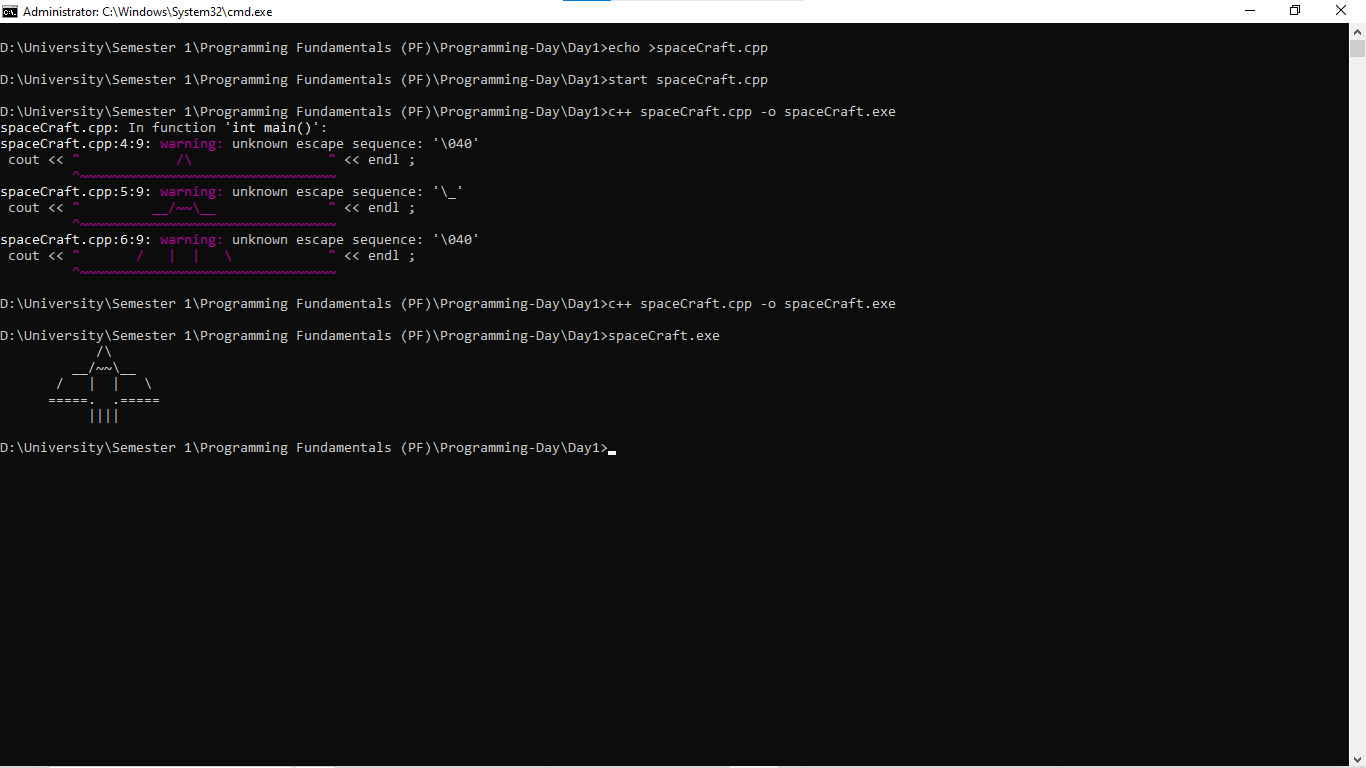 Administrator: C:\Windows\System32\cmd.exe
D:\University\Semester 1\Programming Fundamentals (PF)\Programming-Day\Day1>echo >spaceCraft.cpp
D:\University\Semester 1\Programming Fundamentals (PF)\Programming-Day\Day1>start spaceCraft.cpp
D:\University\Semester 1\Programming Fundamentals (PF)\Programming-Day\Day1>c++ spaceCraft.cpp -o spaceCraft.exe
spaceCraft.cpp: In function 'int main()':
spaceCraft.cpp:4:9: warning: unknown escape sequence: '\040'
 cout << "            /\                 " << endl ;
         ^~~~~~~~~~~~~~~~~~~~~~~~~~~~~~~~~
spaceCraft.cpp:5:9: warning: unknown escape sequence: '\_'
 cout << "         __/~~\__              " << endl ;
         ^~~~~~~~~~~~~~~~~~~~~~~~~~~~~~~~~
spaceCraft.cpp:6:9: warning: unknown escape sequence: '\040'
 cout << "       /   |  |   \            " << endl ;
         ^~~~~~~~~~~~~~~~~~~~~~~~~~~~~~~~~
D:\University\Semester 1\Programming Fundamentals (PF)\Programming-Day\Day1>c++ spaceCraft.cpp -o spaceCraft.exe
D:\University\Semester 1\Programming Fundamentals (PF)\Programming-Day\Day1>spaceCraft.exe
            /\
         __/~~\__
       /   |  |   \
      =====.  .=====
           ||||
D:\University\Semester 1\Programming Fundamentals (PF)\Programming-Day\Day1>